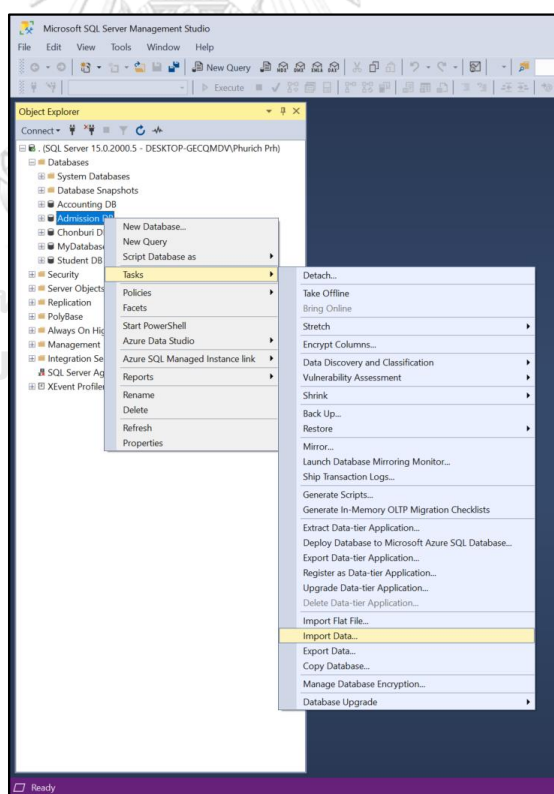 Microsoft SQL Server Management Studio
File Edit View Tools Window Help
New Query
Execute
Object Explorer
Connect
. (SQL Server 15.0.2000.5 - DESKTOP-GECQMDV\Phurich Prh)
Databases
System Databases
Database Snapshots
Accounting DB
Admission
Chonburi D
MyDatabas
Student DB
Security
Server Objects
Replication
PolyBase
Always On Hig
Management
Integration Se
SQL Server Ag
XEvent Profile
New Database...
New Query
Script Database as
Tasks
Policies
Facets
Start PowerShell
Azure Data Studio
Azure SQL Managed Instance link
Reports
Rename
Delete
Refresh
Properties
Detach...
Take Offline
Bring Online
Stretch
Encrypt Columns...
Data Discovery and Classification
Vulnerability Assessment
Shrink
Back Up...
Restore
Mirror...
Launch Database Mirroring Monitor...
Ship Transaction Logs...
Generate Scripts...
Generate In-Memory OLTP Migration Checklists
Extract Data-tier Application...
Deploy Database to Microsoft Azure SQL Database...
Export Data-tier Application...
Register as Data-tier Application...
Upgrade Data-tier Application...
Delete Data-tier Application...
Import Flat File...
Import Data...
Export Data...
Copy Database...
Manage Database Encryption...
Database Upgrade
Ready